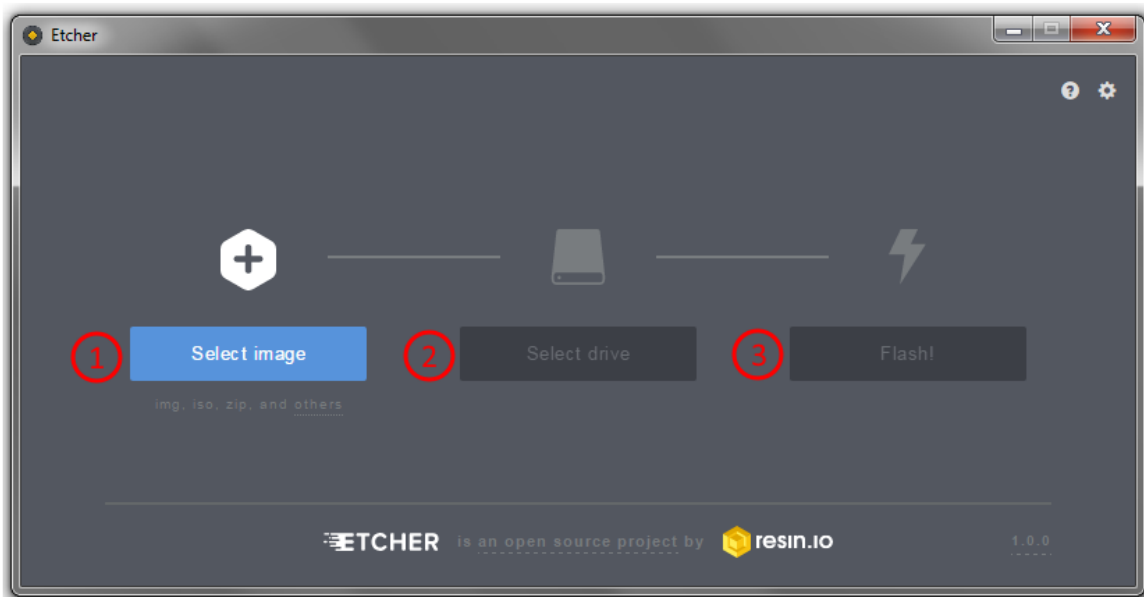 Etcher
1 Select image 2 Select drive 3 Flash!
img, iso, zip, and others
ETCHER is an open source project by resin.io 1.0.0